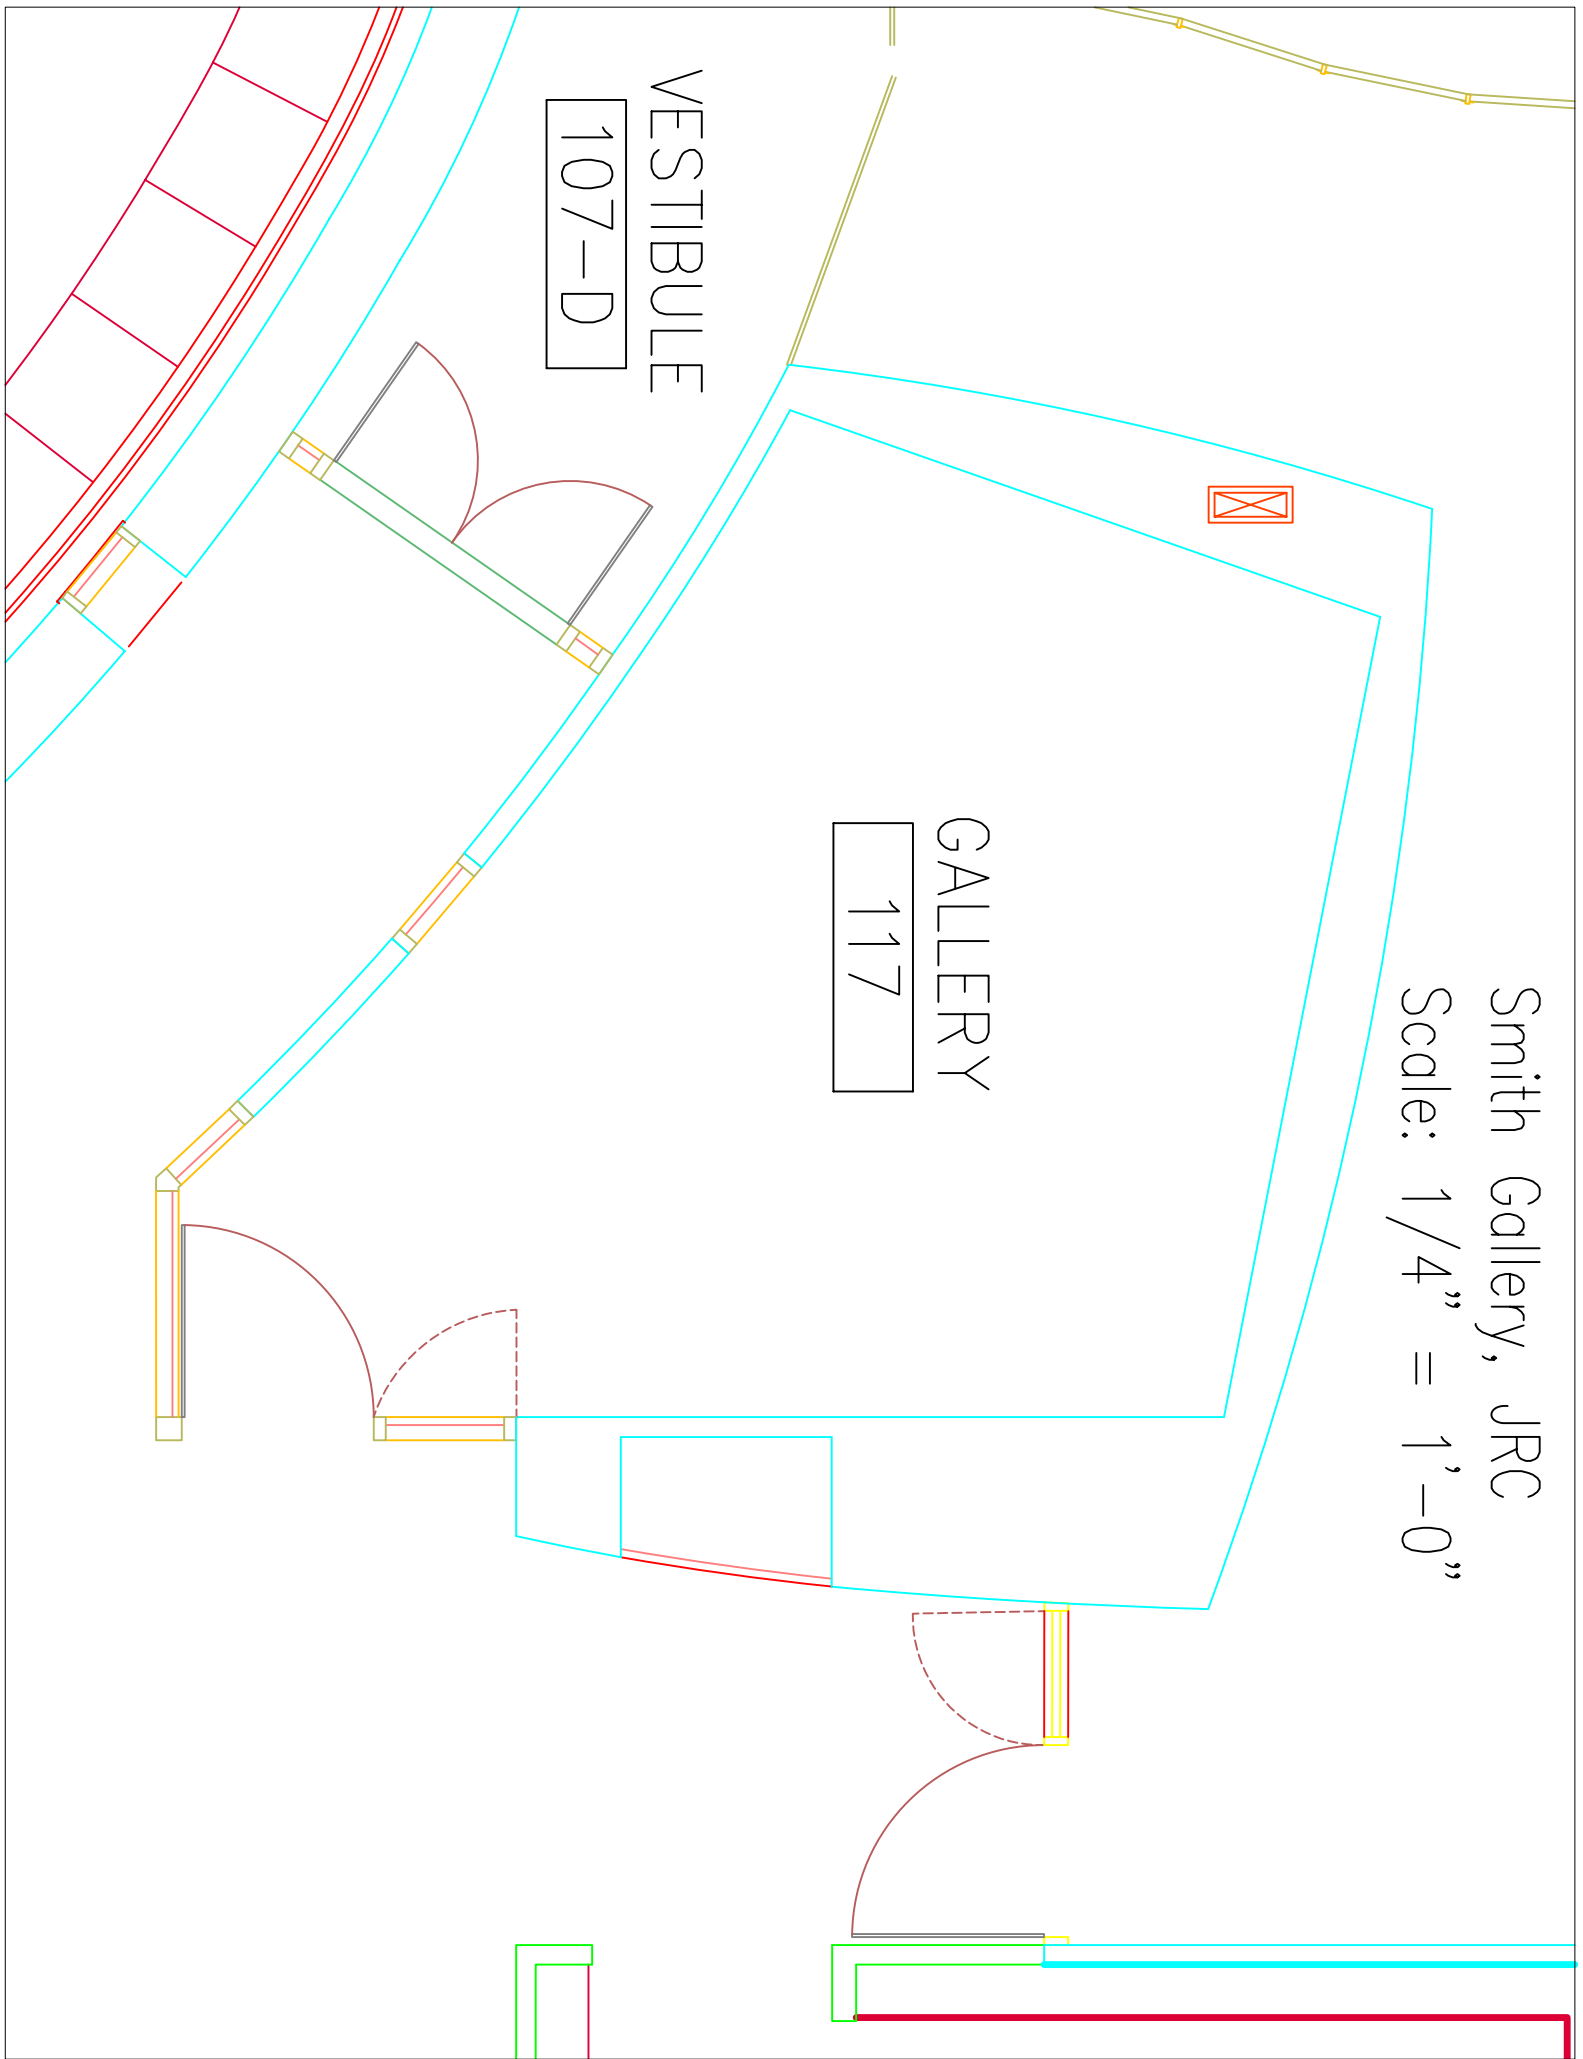 Smith Gallery, JRC
Scale: 1/4" = 1'-0"
GALLERY
117
VESTIBULE
107-D